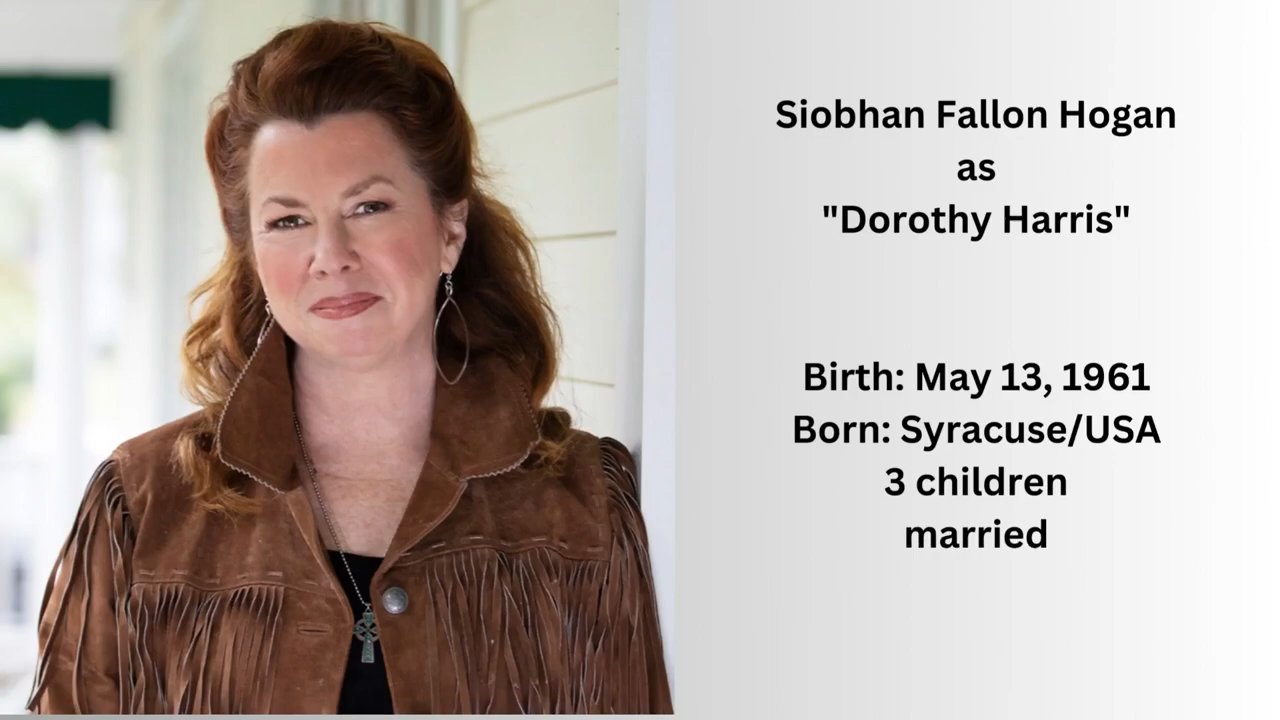 Siobhan Fallon Hogan
as
"Dorothy Harris"
Birth: May 13, 1961
Born: Syracuse/USA
3 children
married